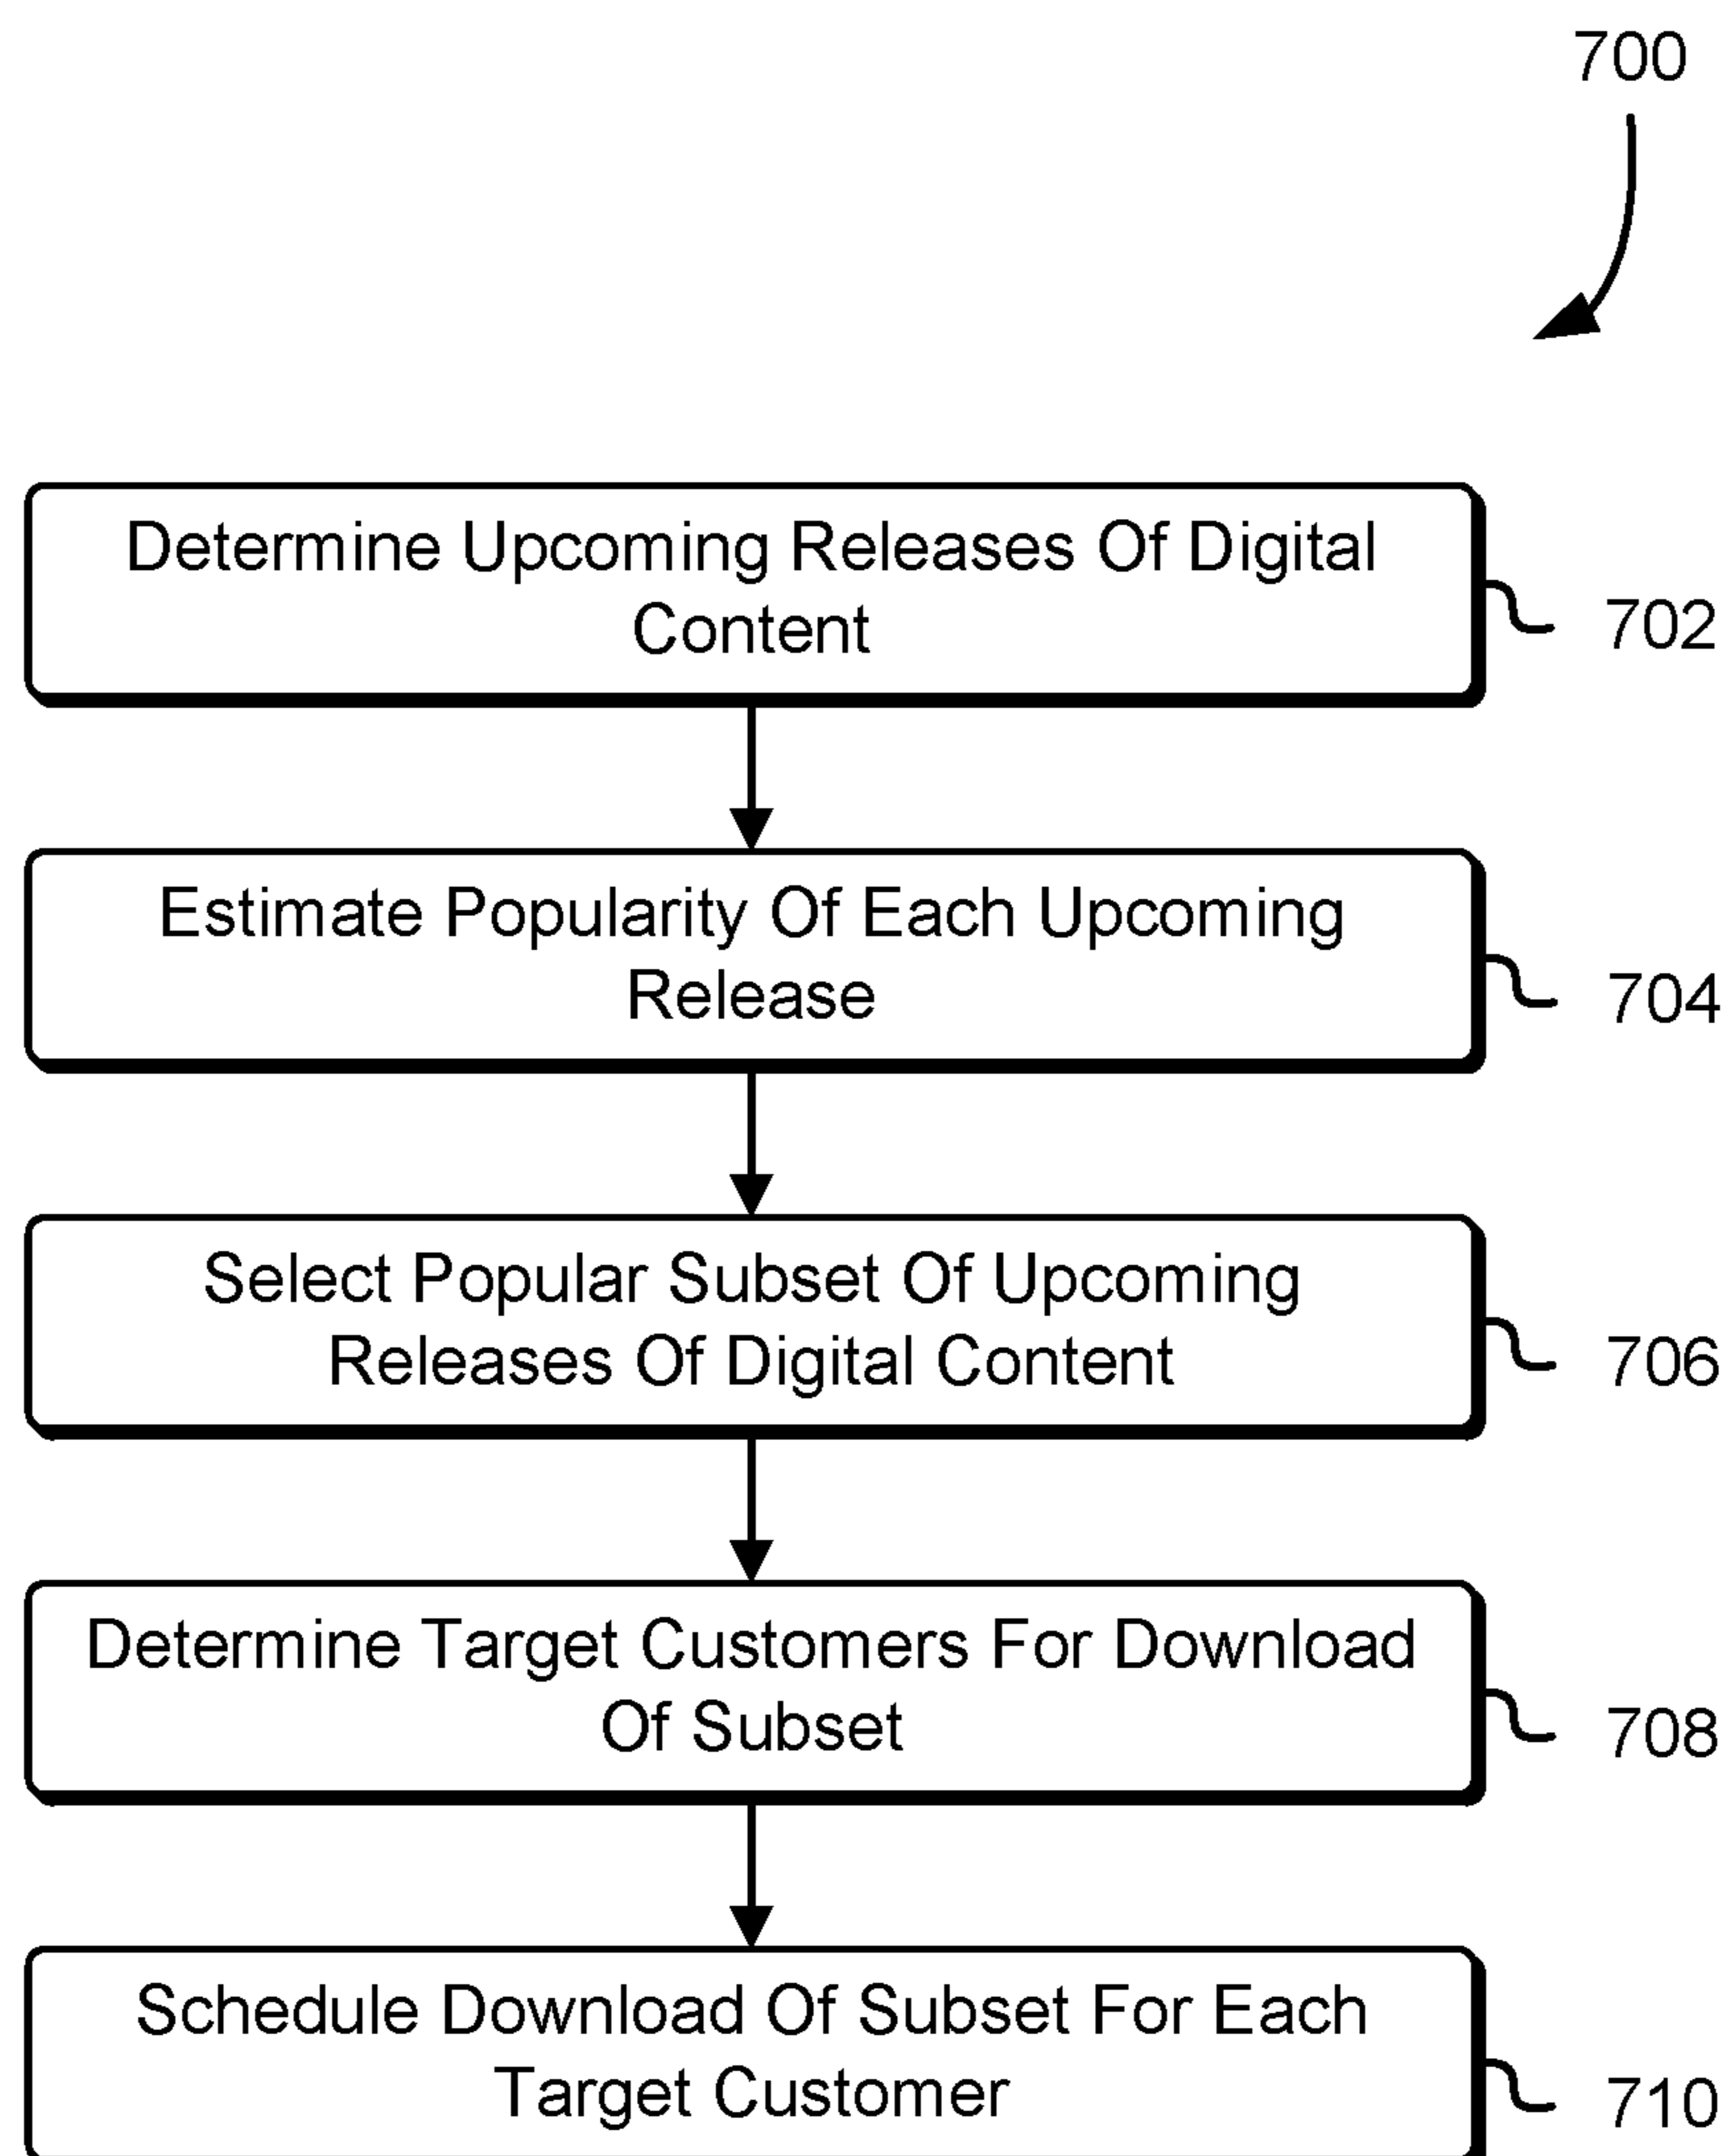 700
Determine Upcoming Releases Of Digital
Content
702
Estimate Popularity Of Each Upcoming
Release
704
Select Popular Subset Of Upcoming
Releases Of Digital Content
706
Determine Target Customers For Download
Of Subset
708
Schedule Download Of Subset For Each
Target Customer
710